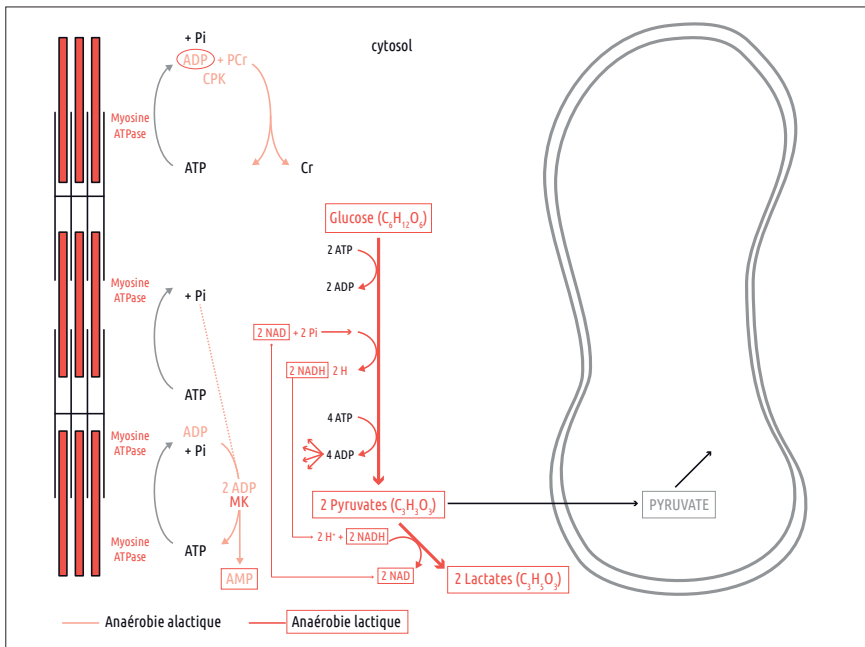 + Pi
cytosol
ADP + PCr
CPK
Myosine
ATPase
ATP
Cr
Glucose (C₆H₁₂O₆)
2 ATP
2 ADP
Myosine
ATPase
+ Pi
2 NAD + 2 Pi
2 NADH 2 H
ATP
4 ATP
4 ADP
Myosine
ATPase
ADP
+ Pi
2 ADP
MK
2 Pyruvates (C₃H₃O₃)
PYRUVATE
Myosine
ATPase
ATP
2 H⁺ + 2 NADH
AMP
2 NAD
2 Lactates (C₃H₅O₃)
Anaérobie alactique
Anaérobie lactique